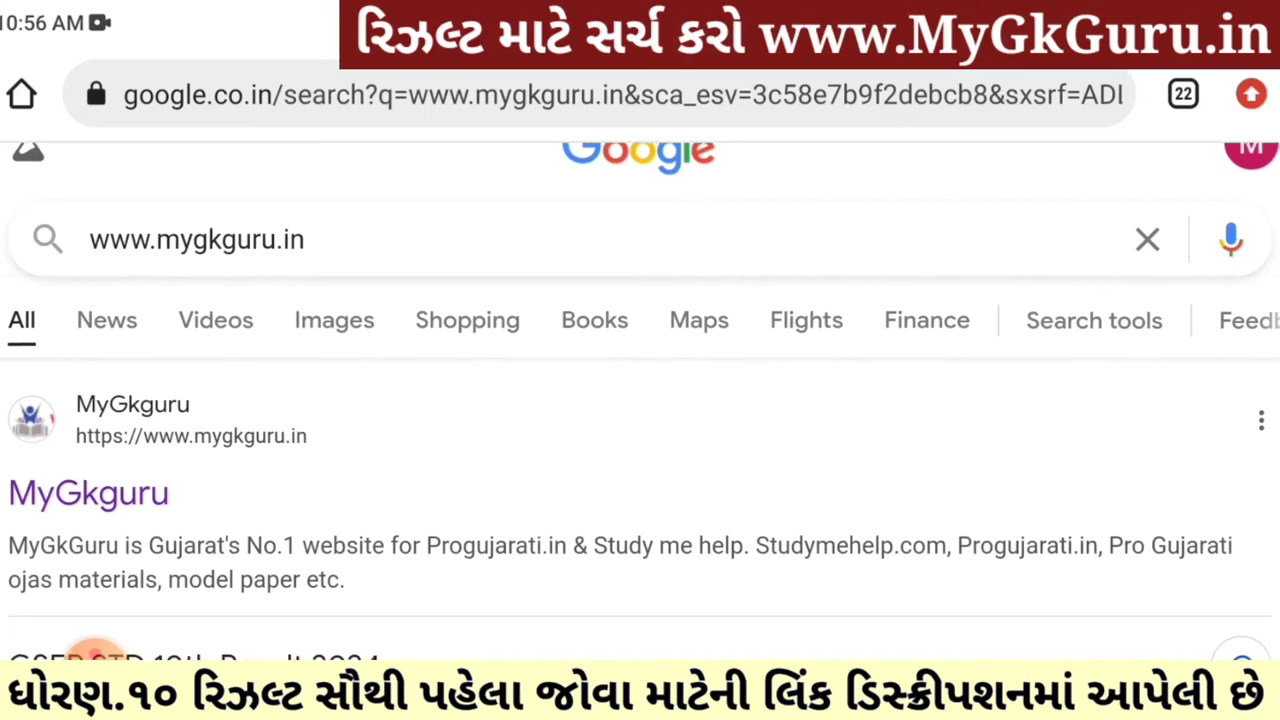 10:56 AM
રિઝલ્ટ માટે સર્ચ કરો www.MyGkGuru.in
google.co.in/search?q=www.mygkguru.in&sca_esv=3c58e7b9f2debcb8&sxsrf=ADI
22
Google
M
www.mygkguru.in
All News Videos Images Shopping Books Maps Flights Finance Search tools Feedb
MyGkguru
https://www.mygkguru.in
MyGkguru
MyGkGuru is Gujarat's No.1 website for Progujarati.in & Study me help. Studymehelp.com, Progujarati.in, Pro Gujarati
ojas materials, model paper etc.
ધોરણ.૧૦ રિઝલ્ટ સૌથી પહેલા જોવા માટેની લિંક ડિસ્ક્રીપશનમાં આપેલી છે